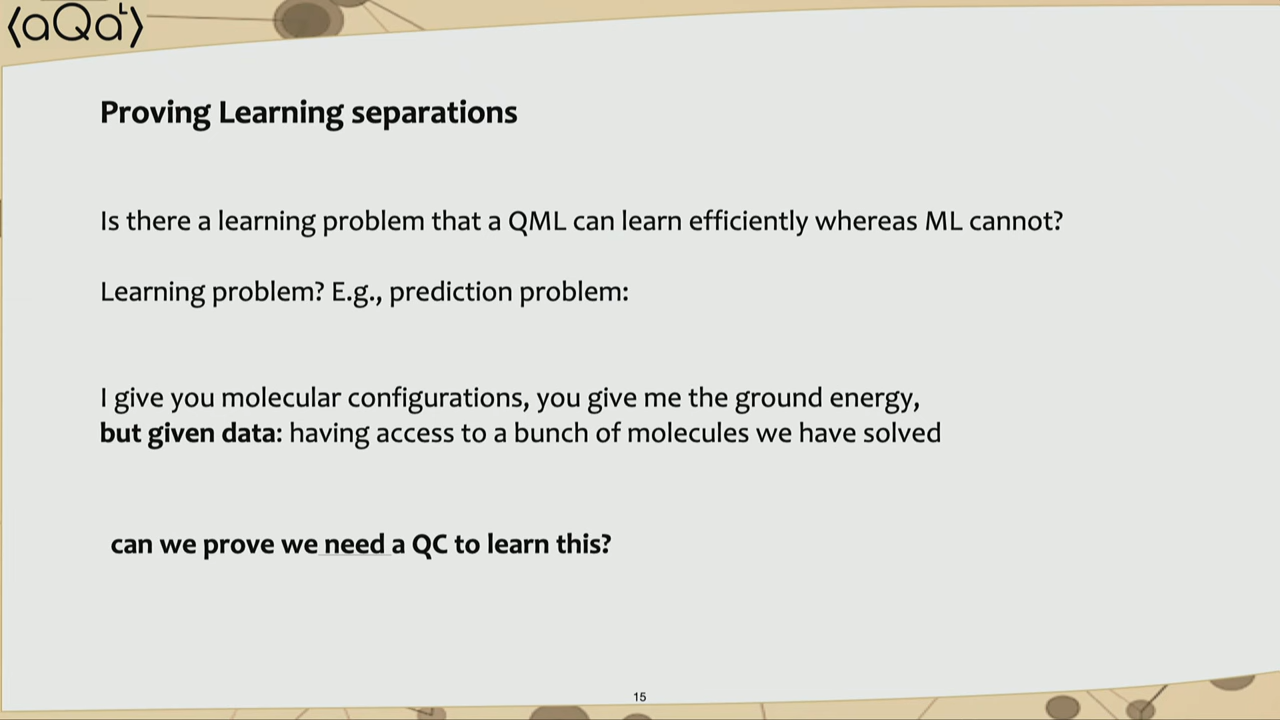 ⟨aQaᴸ⟩
Proving Learning separations
Is there a learning problem that a QML can learn efficiently whereas ML cannot?
Learning problem? E.g., prediction problem:
I give you molecular configurations, you give me the ground energy,
but given data: having access to a bunch of molecules we have solved
can we prove we need a QC to learn this?
15